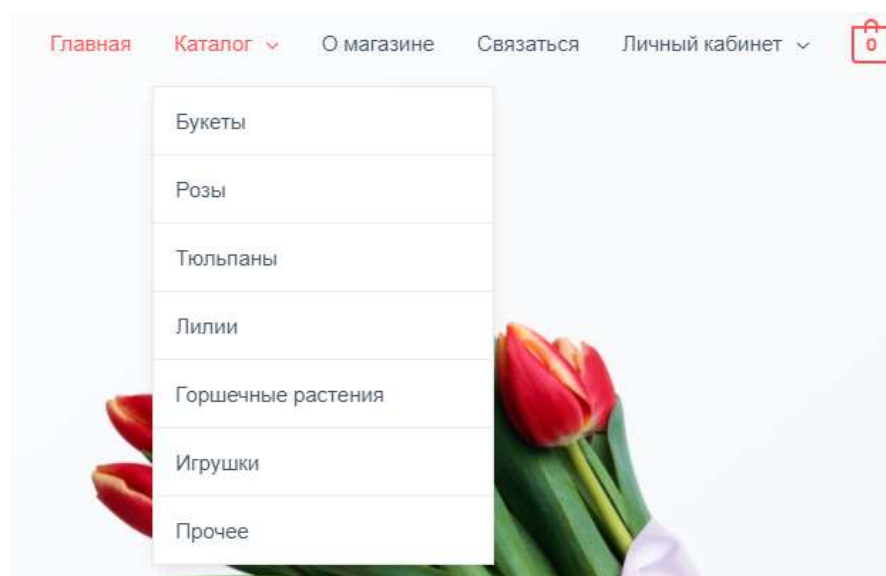 Главная Каталог О магазине Связаться Личный кабинет 0
Букеты
Розы
Тюльпаны
Лилии
Горшечные растения
Игрушки
Прочее